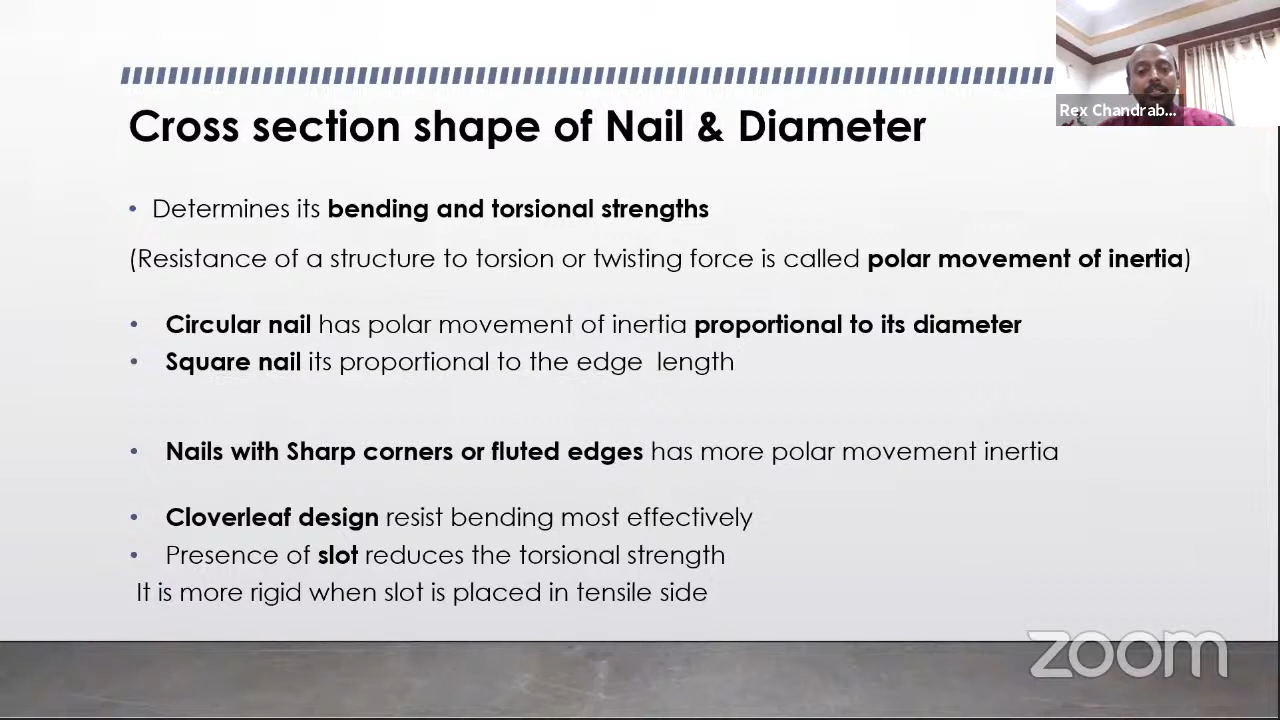 Rex Chandrab...
Cross section shape of Nail & Diameter
• Determines its bending and torsional strengths
(Resistance of a structure to torsion or twisting force is called polar movement of inertia)
• Circular nail has polar movement of inertia proportional to its diameter
• Square nail its proportional to the edge length
• Nails with Sharp corners or fluted edges has more polar movement inertia
• Cloverleaf design resist bending most effectively
• Presence of slot reduces the torsional strength
It is more rigid when slot is placed in tensile side
zoom